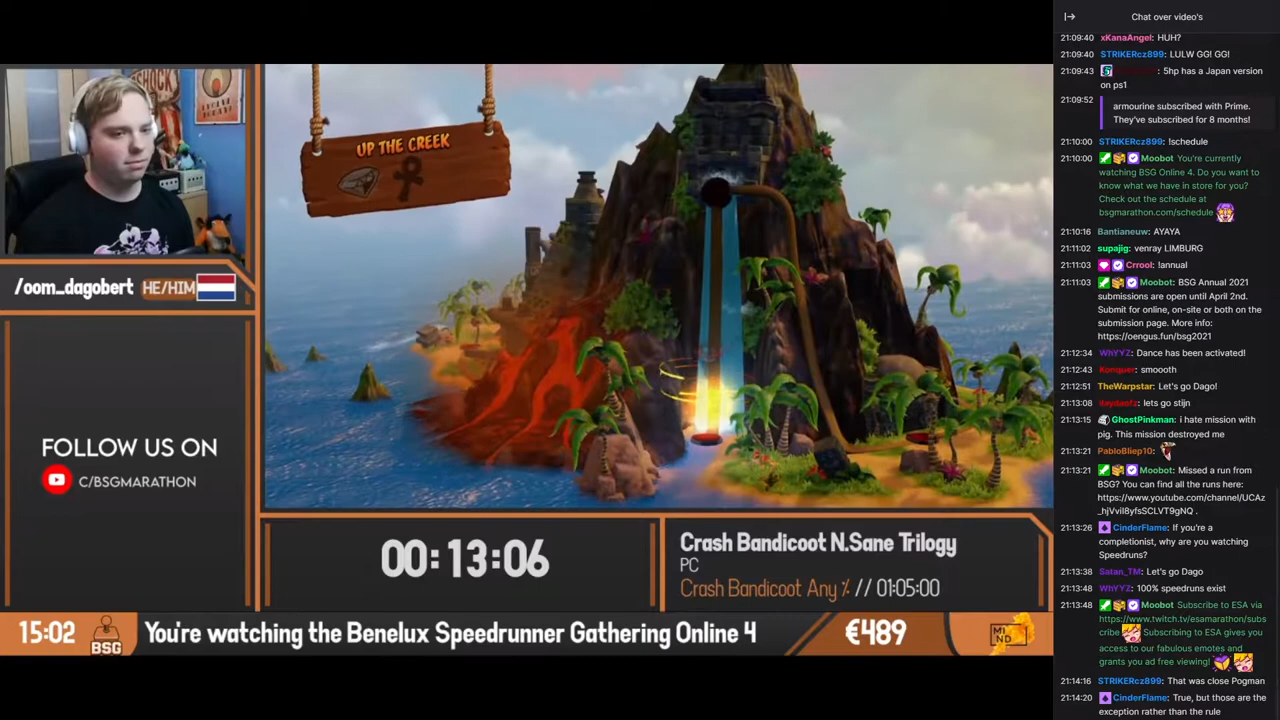 Chat over video's
xKanaAngel: HUH?
21:09:40
STRIKERcz899: LULW GG! GG!
21:09:40
21:09:43
: 5hp has a Japan version
on ps1
21:09:52
armourine subscribed with Prime.
They've subscribed for 8 months!
21:10:00 STRIKERcz899: !schedule
21:10:00 Moobot: You're currently
watching BSG Online 4. Do you want to
know what we have in store for you?
Check out the schedule at
bsgmarathon.com/schedule
21:10:16 Bantianeuw: AYAYA
21:11:02 supajig: venray LIMBURG
21:11:03 Crrool: !annual
21:11:03 Moobot: BSG Annual 2021
submissions are open until April 2nd.
Submit for online, on-site or both on the
submission page. More info:
https://oengus.fun/bsg2021
21:12:34 WhYYZ: Dance has been activated!
21:12:43 Konquer: smoooth
21:12:51 TheWarpstar: Let's go Dago!
21:13:08 lets go stijn
21:13:15 GhostPinkman: i hate mission with
pig. This mission destroyed me
21:13:21 PabloBliep10:
21:13:21 Moobot: Missed a run from
BSG? You can find all the runs here:
https://www.youtube.com/channel/UCAz
_hjVvil8yfsSCLVT9gNQ .
21:13:26 CinderFlame: If you're a
completionist, why are you watching
Speedruns?
21:13:38 Satan_TM: Let's go Dago
21:13:48 WhYYZ: 100% speedruns exist
21:13:48 Moobot Subscribe to ESA via
https://www.twitch.tv/esamarathon/subs
cribe Subscribing to ESA gives you
access to our fabulous emotes and
grants you ad free viewing!
21:14:16 STRIKERcz899: That was close Pogman
21:14:20 CinderFlame: True, but those are the
exception rather than the rule
UP THE CREEK
/oom_dagobert HE/HIM
FOLLOW US ON
C/BSGMARATHON
00:13:06
Crash Bandicoot N.Sane Trilogy
PC
Crash Bandicoot Any % // 01:05:00
15:02 BSG You're watching the Benelux Speedrunner Gathering Online 4 €489 MIND